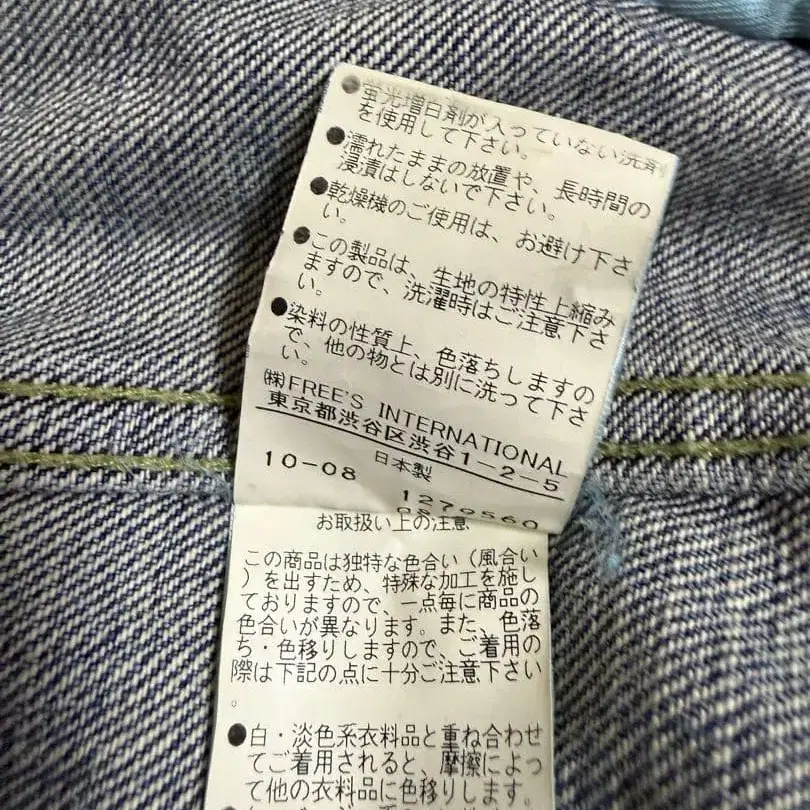 ●蛍光増白剤が入っていない洗剤
を使用して下さい。
●濡れたままの放置や、長時間の
浸漬はしないで下さい。
●乾燥機のご使用は、お避け下さ
い。
●この製品は、生地の特性上縮み
ますので、洗濯時はご注意下さ
い。
●染料の性質上、色落ちしますの
で、他の物とは別に洗って下さ
い。
㈱FREE'S INTERNATIONAL
東京都渋谷区渋谷1-2-5
日本製
10-08
1270560
お取扱い上の注意
この商品は独特な色合い（風合い
）を出すため、特殊な加工を施し
ておりますので、一点毎に商品の
色合いが異なります。また、色落
ち・色移りしますので、ご着用の
際は下記の点に十分ご注意下さい
。
●白・淡色系衣料品と重ね合わせ
てご着用されると、摩擦によっ
て他の衣料品に色移りします。